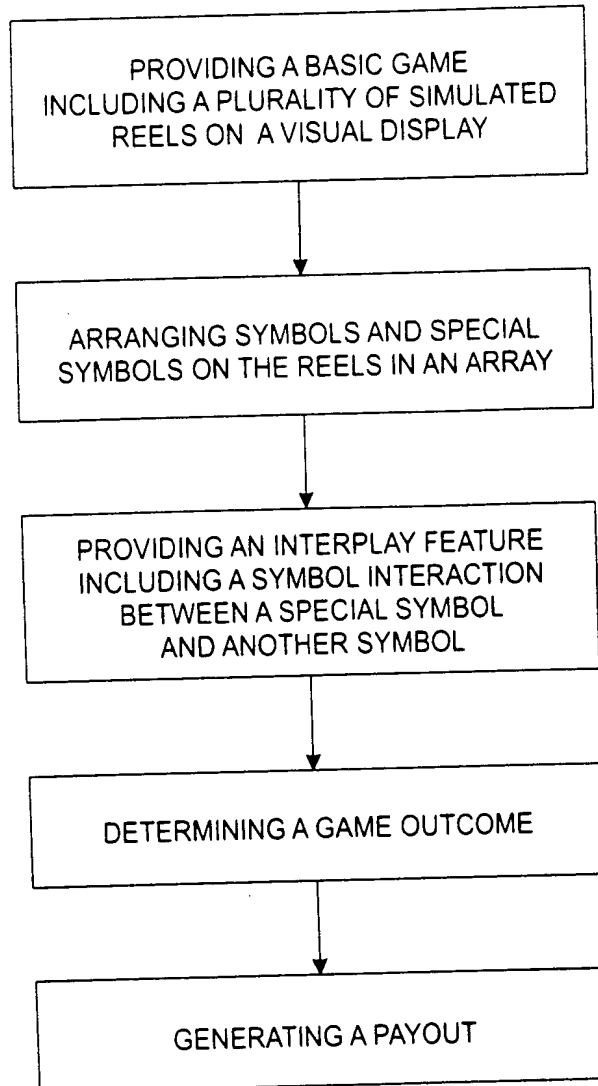 PROVIDING A BASIC GAME
INCLUDING A PLURALITY OF SIMULATED
REELS ON A VISUAL DISPLAY
ARRANGING SYMBOLS AND SPECIAL
SYMBOLS ON THE REELS IN AN ARRAY
PROVIDING AN INTERPLAY FEATURE
INCLUDING A SYMBOL INTERACTION
BETWEEN A SPECIAL SYMBOL
AND ANOTHER SYMBOL
DETERMINING A GAME OUTCOME
GENERATING A PAYOUT